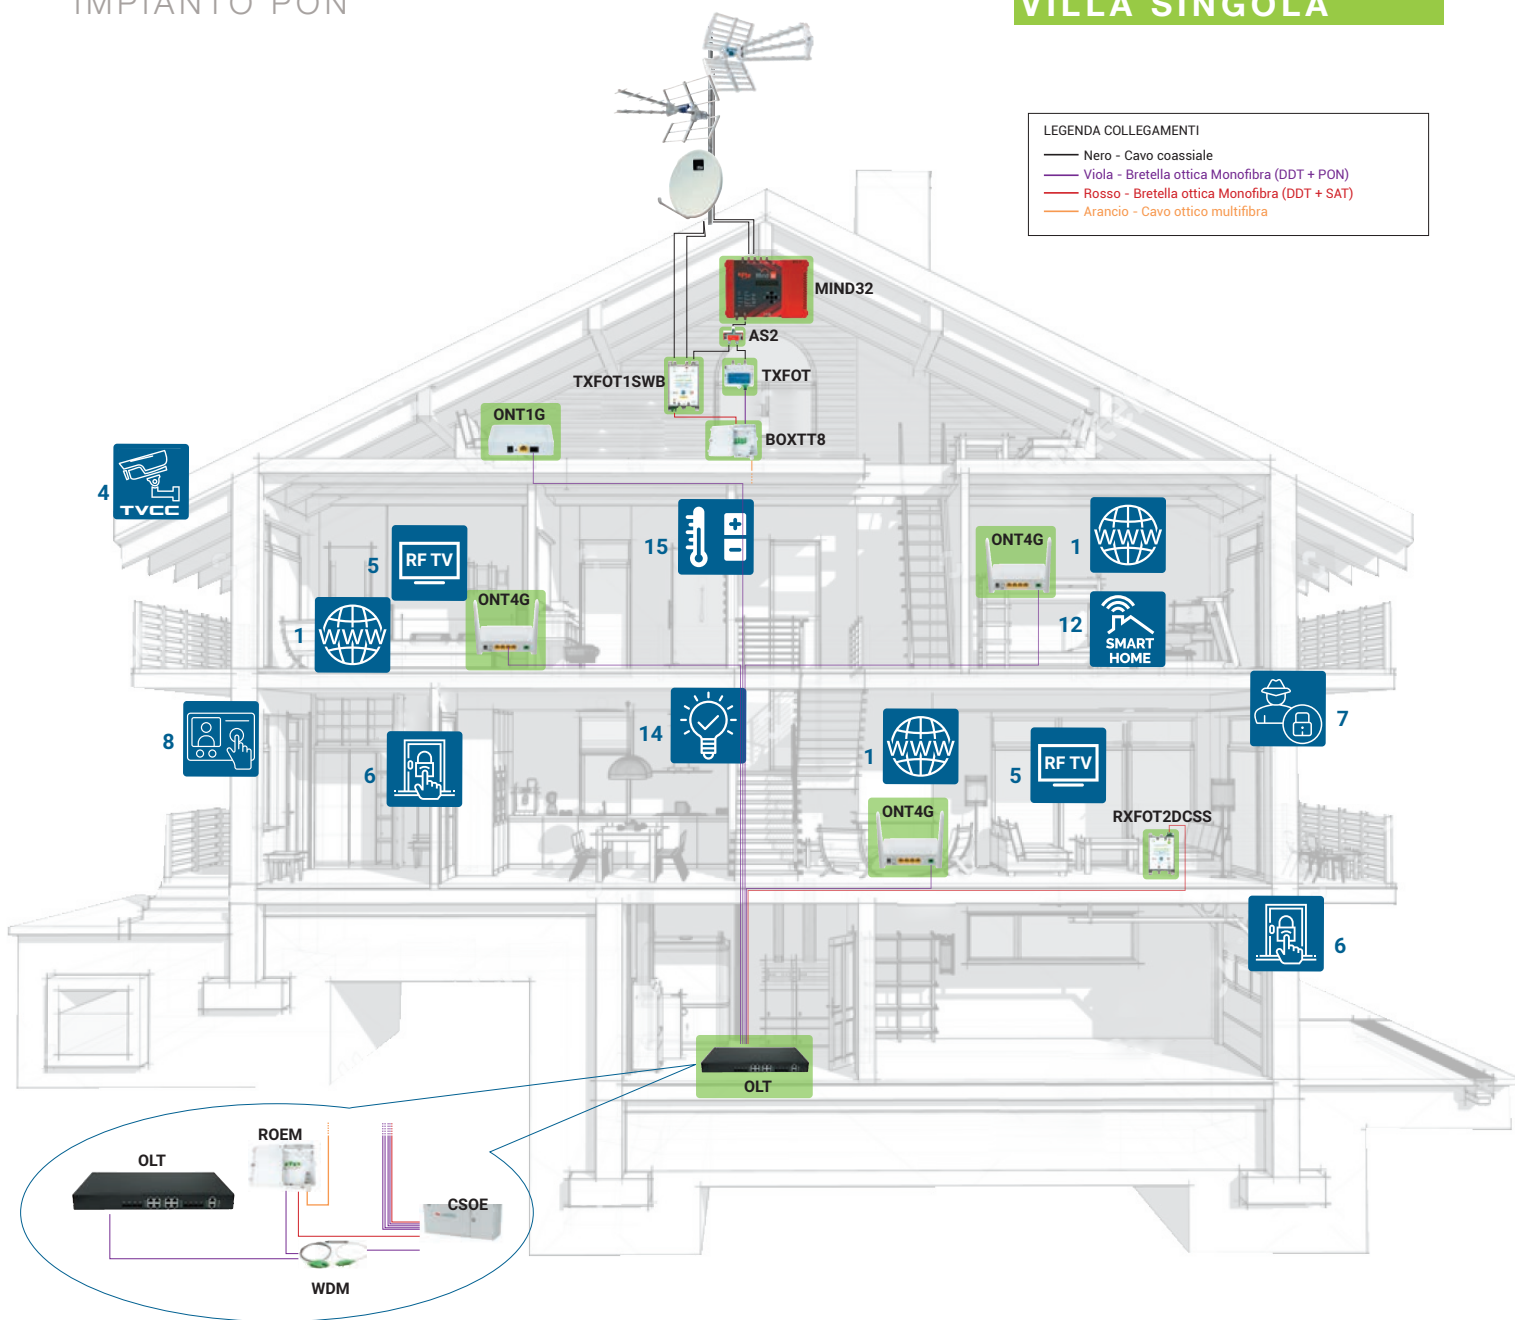 IMPIANTO PON
VILLA SINGOLA
LEGENDA COLLEGAMENTI
Nero - Cavo coassiale
Viola - Bretella ottica Monofibra (DDT + PON)
Rosso - Bretella ottica Monofibra (DDT + SAT)
Arancio - Cavo ottico multifibra
MIND32
AS2
TXFOT1SWB
TXFOT
ONT1G
BOXTT8
4
TVCC
15
+
-
5
RF TV
ONT4G
1
WWW
ONT4G
1
WWW
12
SMART
HOME
8
6
14
1
WWW
5
RF TV
7
ONT4G
RXFOT2DCSS
6
OLT
ROEM
OLT
CSOE
WDM